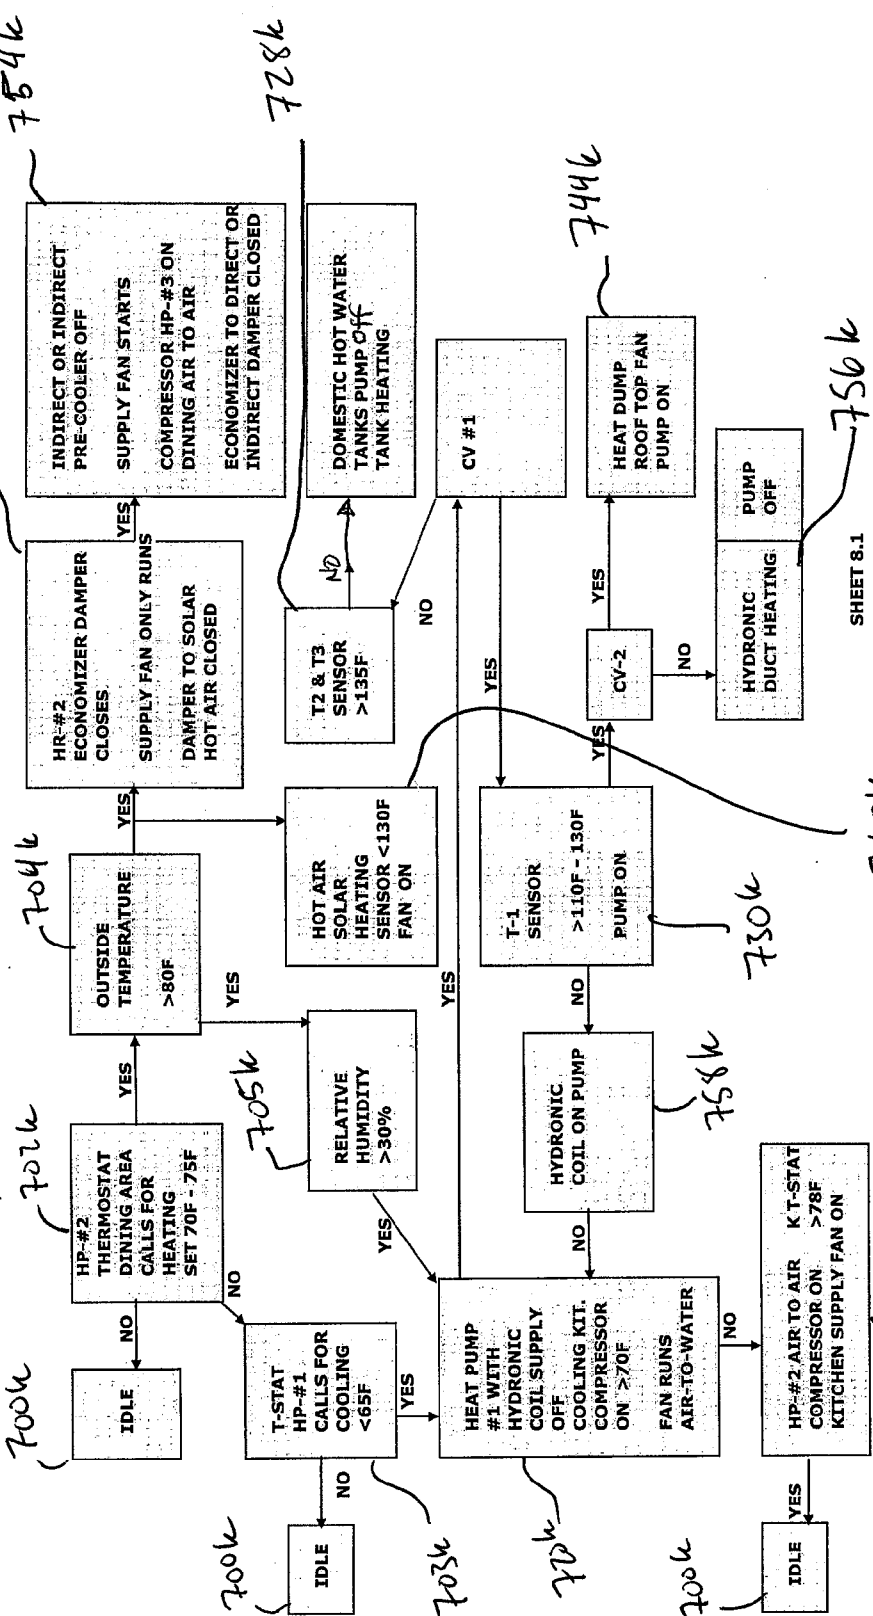 754k
728k
INDIRECT OR INDIRECT
PRE-COOLER OFF
SUPPLY FAN STARTS
COMPRESSOR HP-#3 ON
DINING AIR TO AIR
ECONOMIZER TO DIRECT OR
INDIRECT DAMPER CLOSED
YES
HR-#2
ECONOMIZER DAMPER
CLOSES
SUPPLY FAN ONLY RUNS
DAMPER TO SOLAR
HOT AIR CLOSED
YES
704k
OUTSIDE
TEMPERATURE
>80F
YES
YES
702k
HP-#2
THERMOSTAT
DINING AREA
CALLS FOR
HEATING
SET 70F - 75F
NO
NO
700k
IDLE
DOMESTIC HOT WATER
TANKS PUMP OFF
TANK HEATING
NO
T2 & T3
SENSOR
>135F
NO
CV #1
YES
HOT AIR
SOLAR
HEATING
SENSOR <130F
FAN ON
705k
RELATIVE
HUMIDITY
>30%
YES
YES
T-STAT
HP-#1
CALLS FOR
COOLING
<65F
YES
NO
700k
IDLE
703k
744k
HEAT DUMP
ROOF TOP FAN
PUMP ON
YES
CV-2
YES
NO
HYDRONIC
DUCT HEATING
PUMP
OFF
756k
T-1
SENSOR
>110F - 130F
PUMP ON
730k
NO
HYDRONIC
COIL ON PUMP
758k
NO
HEAT PUMP
#1 WITH
HYDRONIC
COIL SUPPLY
OFF
COOLING KIT.
COMPRESSOR
ON >70F
FAN RUNS
AIR-TO-WATER
720k
NO
HP-#2 AIR TO AIR K T-STAT
COMPRESSOR ON >78F
KITCHEN SUPPLY FAN ON
YES
700k
IDLE
SHEET 8.1